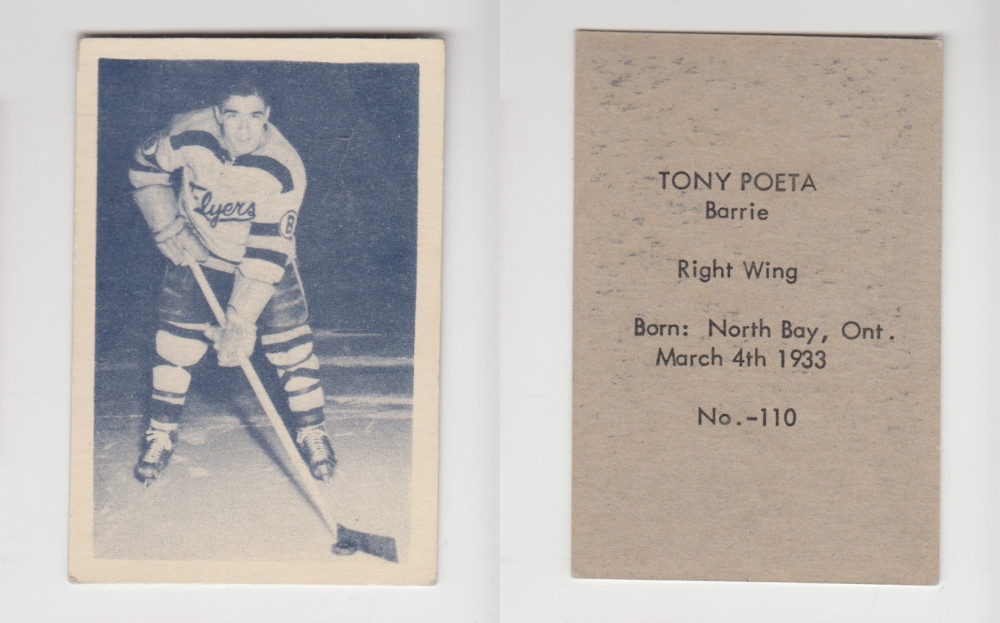 Flyers
B
TONY POETA
Barrie
Right Wing
Born: North Bay, Ont.
March 4th 1933
No.-110